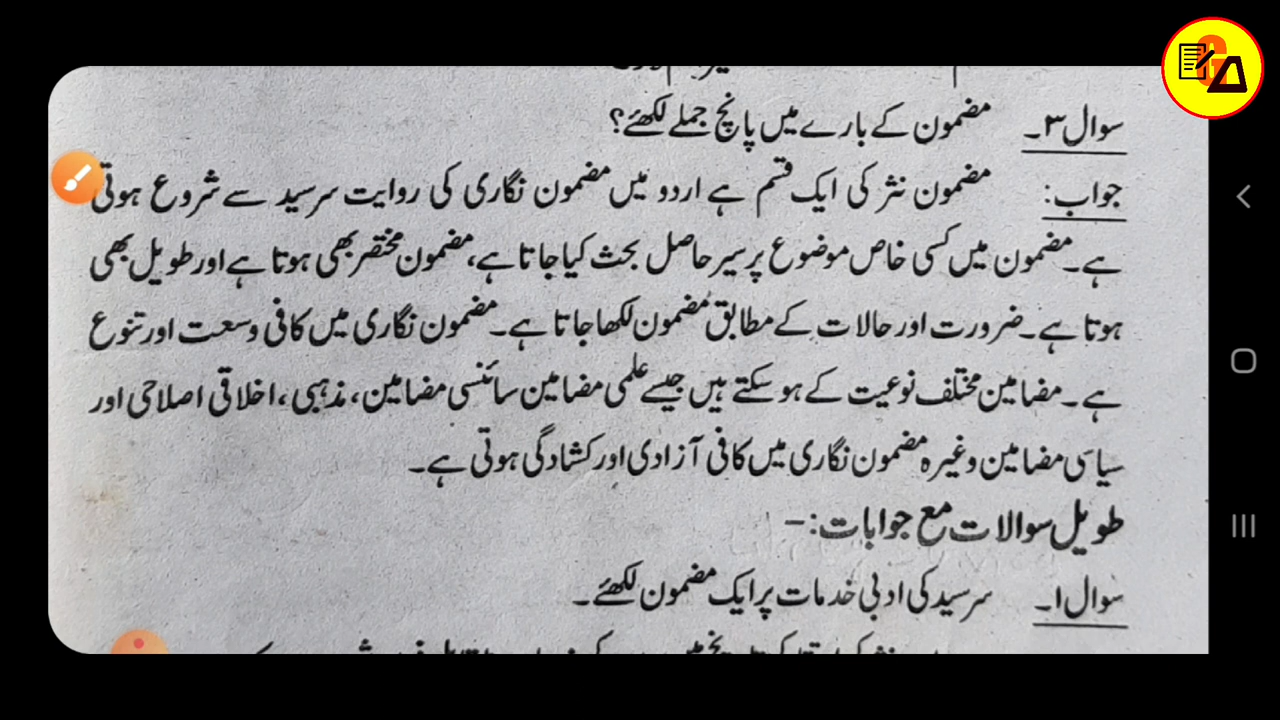 سوال ۳۔ مضمون کے بارے میں پانچ جملے لکھئے؟
جواب: مضمون نثر کی ایک قسم ہے اردو میں مضمون نگاری کی روایت سرسید سے شروع ہوتی
ہے۔ مضمون میں کسی خاص موضوع پر سیر حاصل بحث کیا جاتا ہے، مضمون مختصر بھی ہوتا ہے اور طویل بھی
ہوتا ہے۔ ضرورت اور حالات کے مطابق مضمون لکھا جاتا ہے۔ مضمون نگاری میں کافی وسعت اور تنوع
ہے۔ مضامین مختلف نوعیت کے ہو سکتے ہیں جیسے علمی مضامین سائنسی مضامین، مذہبی، اخلاقی اصلاحی اور
سیاسی مضامین وغیرہ مضمون نگاری میں کافی آزادی اور کشادگی ہوتی ہے۔
طویل سوالات مع جوابات:-
سوال ۱۔ سرسید کی ادبی خدمات پر ایک مضمون لکھئے۔